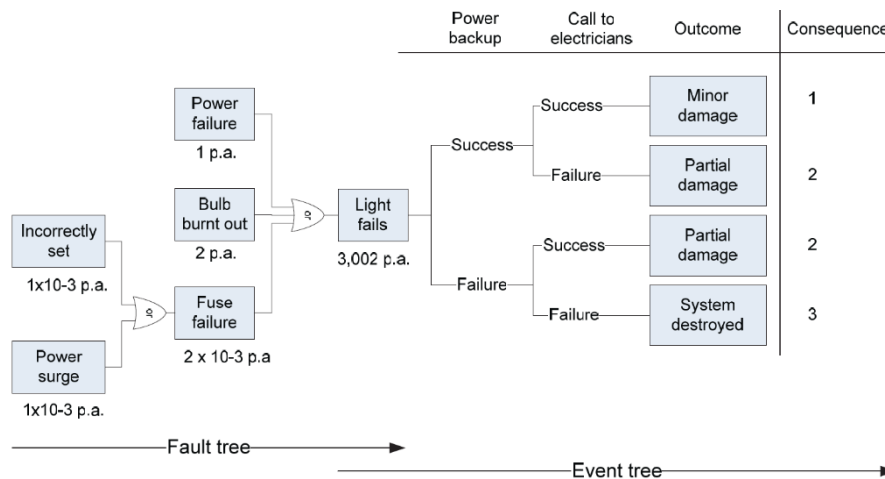 Power
backup
Call to
electricians
Outcome
Consequence
Power
failure
1 p.a.
Bulb
burnt out
2 p.a.
Incorrectly
set
1x10-3 p.a.
or
Fuse
failure
2 x 10-3 p.a
Power
surge
1x10-3 p.a.
or
Light
fails
3,002 p.a.
Success
Success
Minor
damage
1
Failure
Partial
damage
2
Failure
Success
Partial
damage
2
Failure
System
destroyed
3
Fault tree
Event tree